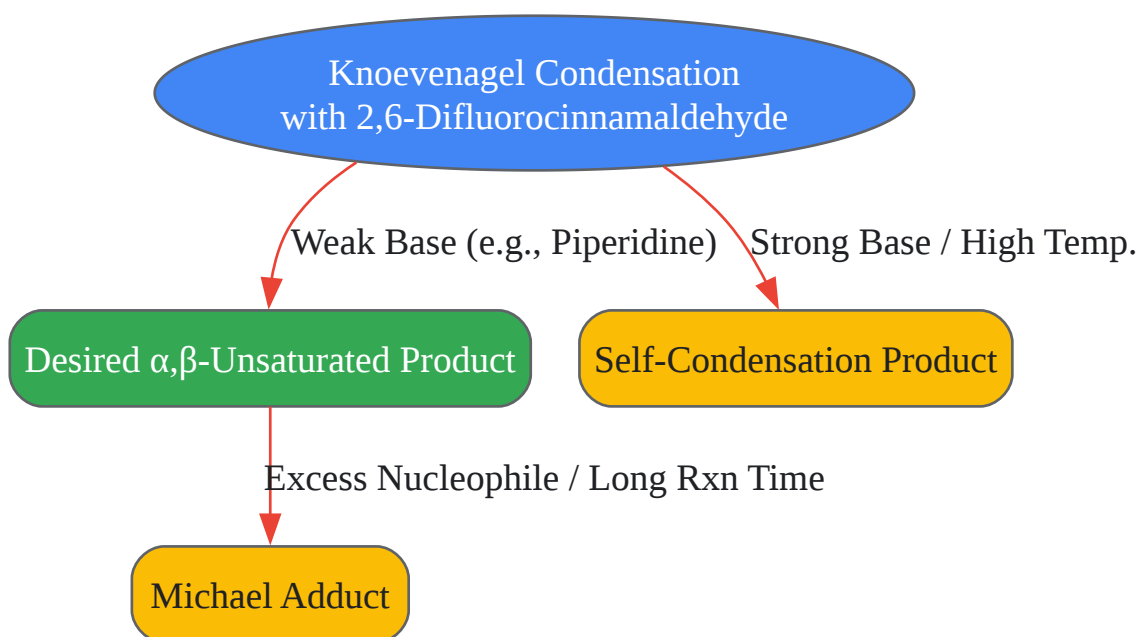 Knoevenagel Condensation
with 2,6-Difluorocinnamaldehyde
Weak Base (e.g., Piperidine)
Strong Base / High Temp.
Desired α,β-Unsaturated Product
Self-Condensation Product
Excess Nucleophile / Long Rxn Time
Michael Adduct